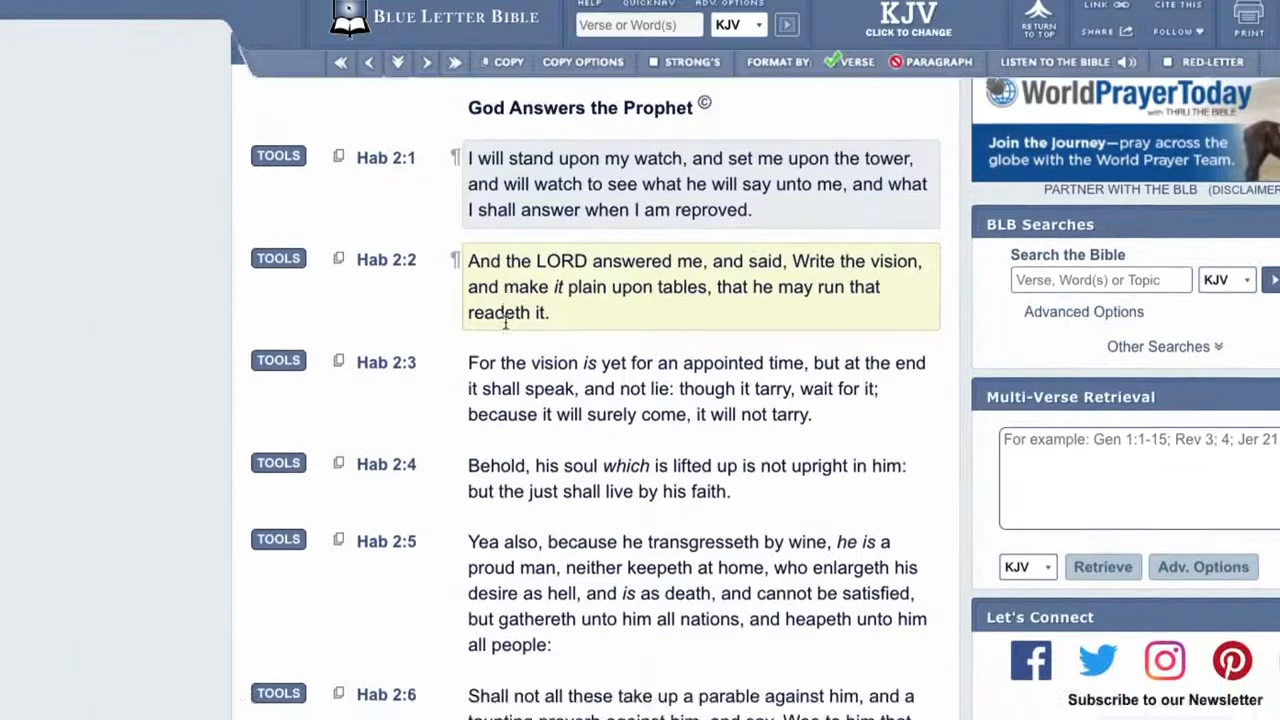 HELP QUICKNAV ADV. OPTIONS
BLUE LETTER BIBLE
Verse or Word(s)
KJV
KJV
CLICK TO CHANGE
RETURN
TO TOP
LINK
CITE THIS
SHARE
FOLLOW
PRINT
COPY
COPY OPTIONS
STRONG'S
FORMAT BY:
VERSE
PARAGRAPH
LISTEN TO THE BIBLE
RED-LETTER
God Answers the Prophet ©
TOOLS
Hab 2:1
¶ I will stand upon my watch, and set me upon the tower,
and will watch to see what he will say unto me, and what
I shall answer when I am reproved.
TOOLS
Hab 2:2
¶ And the LORD answered me, and said, Write the vision,
and make it plain upon tables, that he may run that
readeth it.
TOOLS
Hab 2:3
For the vision is yet for an appointed time, but at the end
it shall speak, and not lie: though it tarry, wait for it;
because it will surely come, it will not tarry.
TOOLS
Hab 2:4
Behold, his soul which is lifted up is not upright in him:
but the just shall live by his faith.
TOOLS
Hab 2:5
Yea also, because he transgresseth by wine, he is a
proud man, neither keepeth at home, who enlargeth his
desire as hell, and is as death, and cannot be satisfied,
but gathereth unto him all nations, and heapeth unto him
all people:
TOOLS
Hab 2:6
Shall not all these take up a parable against him, and a
taunting proverb against him, and say, Woe to him that
WorldPrayerToday
with THRU THE BIBLE
Join the Journey—pray across the
globe with the World Prayer Team.
PARTNER WITH THE BLB (DISCLAIMER
BLB Searches
Search the Bible
Verse, Word(s) or Topic
KJV
Advanced Options
Other Searches
Multi-Verse Retrieval
For example: Gen 1:1-15; Rev 3; 4; Jer 21
KJV
Retrieve
Adv. Options
Let's Connect
Subscribe to our Newsletter